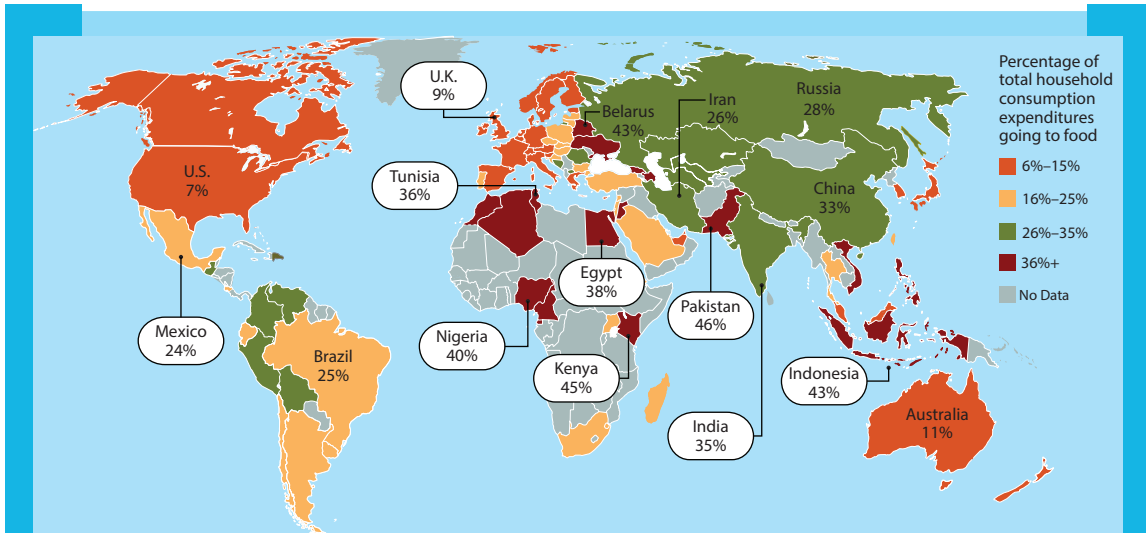 U.K.
9%
Belarus
43%
Iran
26%
Russia
28%
U.S.
7%
Tunisia
36%
China
33%
Egypt
38%
Pakistan
46%
Mexico
24%
Brazil
25%
Nigeria
40%
Kenya
45%
India
35%
Indonesia
43%
Australia
11%
Percentage of
total household
consumption
expenditures
going to food
6%–15%
16%–25%
26%–35%
36%+
No Data